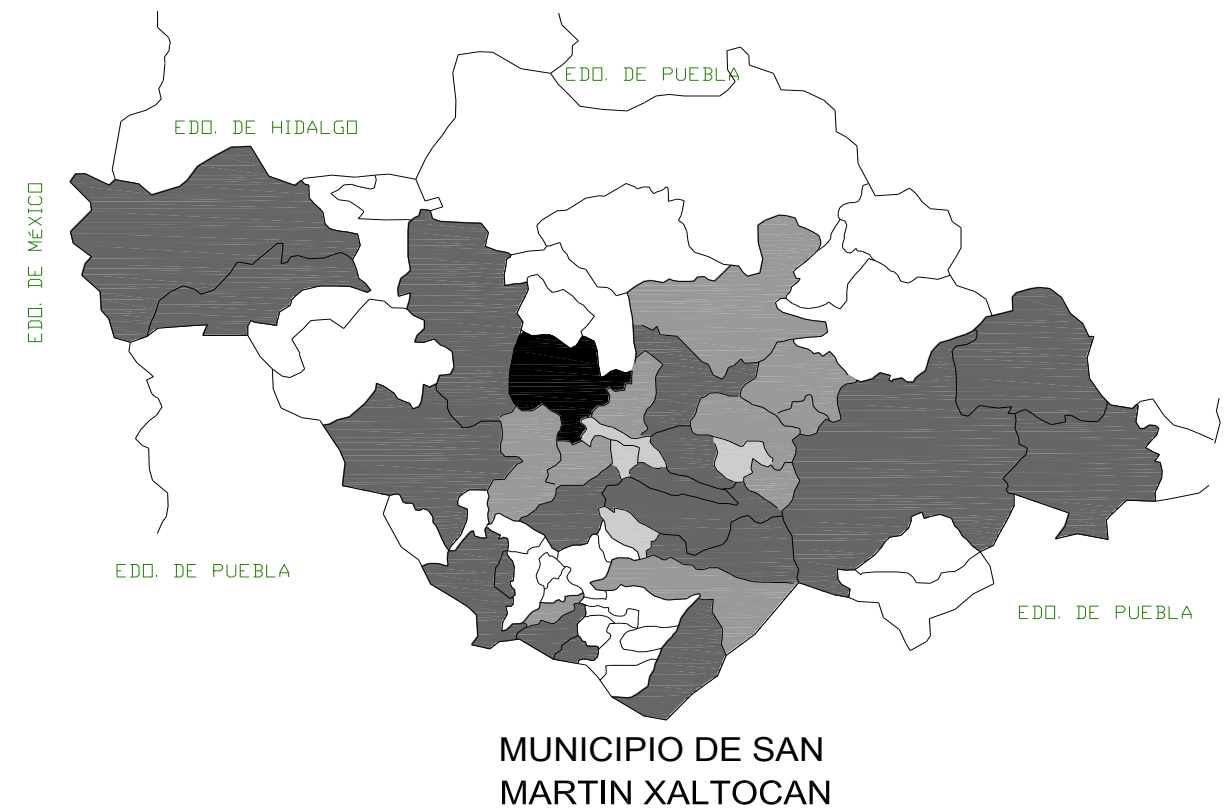 EDO. DE PUEBLA
EDO. DE HIDALGO
EDO. DE MÉXICO
EDO. DE PUEBLA
EDO. DE PUEBLA
MUNICIPIO DE SAN
MARTIN XALTOCAN